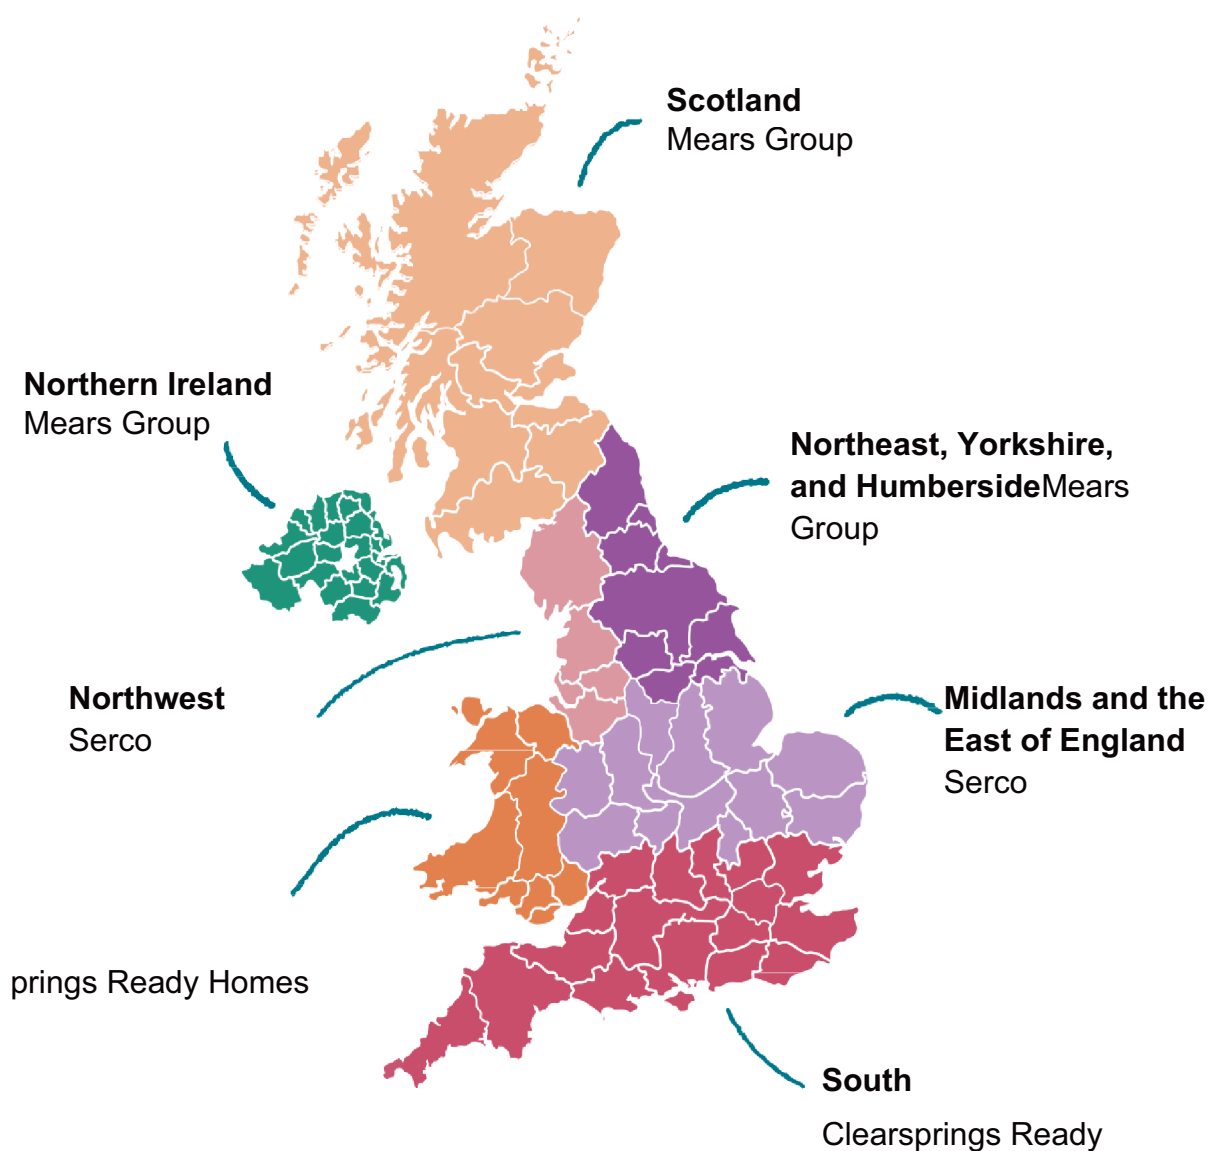 Scotland
Mears Group
Northern Ireland
Mears Group
Northeast, Yorkshire,
and HumbersideMears
Group
Northwest
Serco
Midlands and the
East of England
Serco
prings Ready Homes
South
Clearsprings Ready